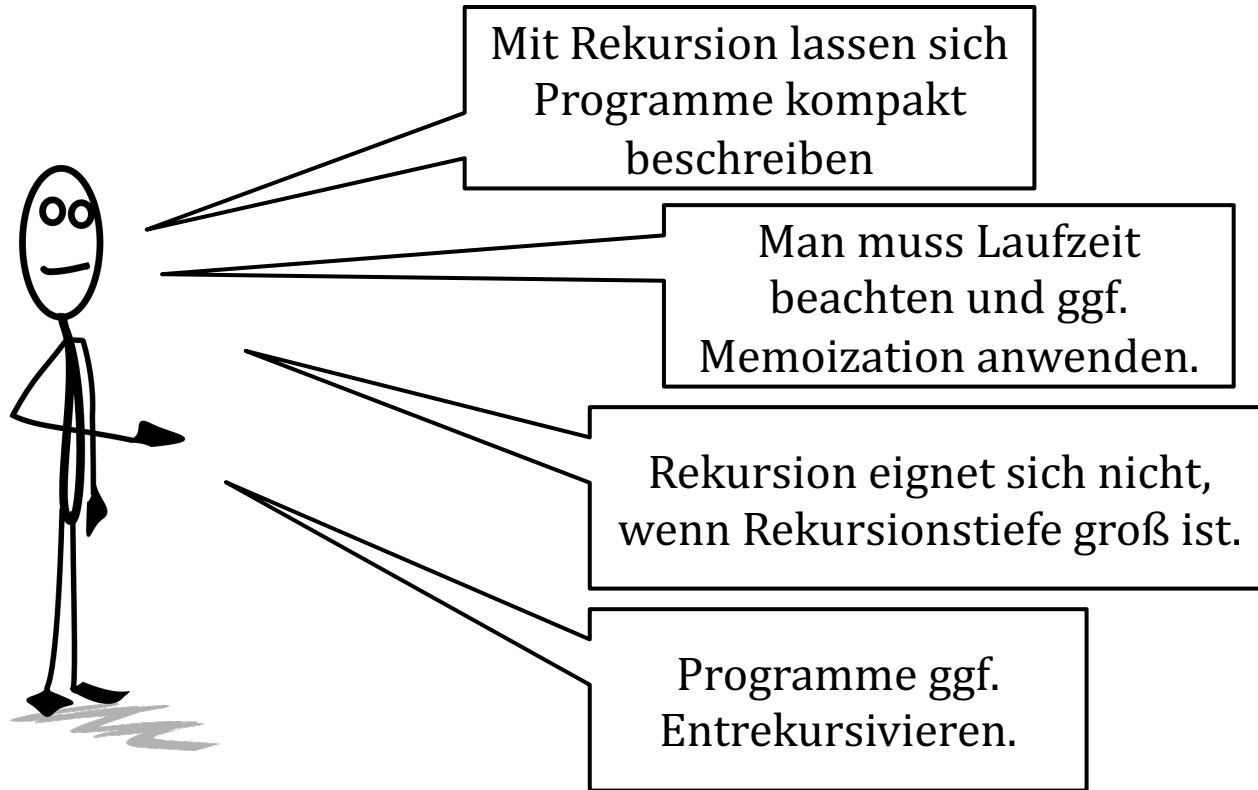 Mit Rekursion lassen sich
Programme kompakt
beschreiben
Man muss Laufzeit
beachten und ggf.
Memoization anwenden.
Rekursion eignet sich nicht,
wenn Rekursionstiefe groß ist.
Programme ggf.
Entrekursivieren.